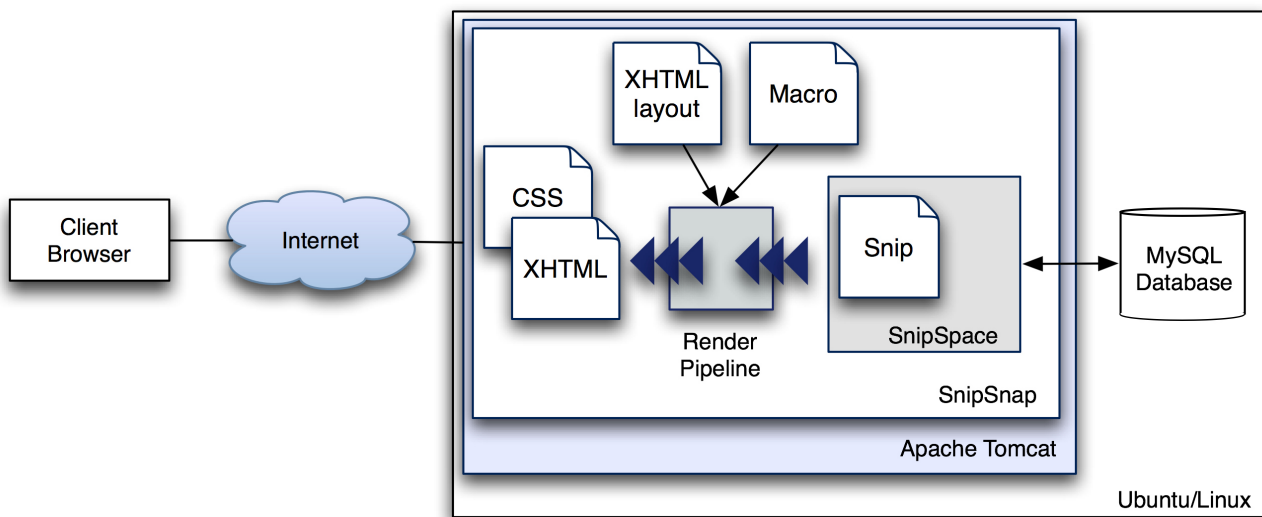 XHTML
layout
Macro
CSS
XHTML
Client
Browser
Internet
Snip
SnipSpace
MySQL
Database
Render
Pipeline
SnipSnap
Apache Tomcat
Ubuntu/Linux